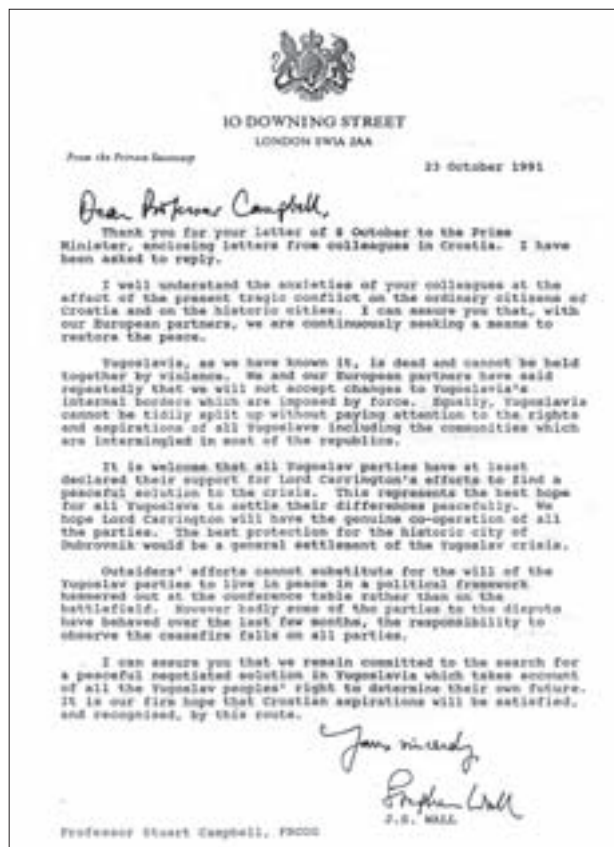 10 DOWNING STREET
LONDON SW1A 2AA
From the Private Secretary
23 October 1991
Dear Professor Campbell,
Thank you for your letter of 8 October to the Prime
Minister, enclosing letters from colleagues in Croatia. I have
been asked to reply.
I well understand the anxieties of your colleagues at the
effect of the present tragic conflict on the ordinary citizens of
Croatia and on the historic cities. I can assure you that, with
our European partners, we are continuously seeking a means to
restore the peace.
Yugoslavia, as we have known it, is dead and cannot be held
together by violence. We and our European partners have said
repeatedly that we will not accept changes to Yugoslavia's
internal borders which are imposed by force. Equally, Yugoslavia
cannot be tidily split up without paying attention to the rights
and aspirations of all Yugoslavs including the communities which
are intermingled in most of the republics.
It is welcome that all Yugoslav parties have at least
declared their support for Lord Carrington's efforts to find a
peaceful solution to the crisis. This represents the best hope
for all Yugoslavs to settle their differences peacefully. We
hope Lord Carrington will have the genuine co-operation of all
the parties. The best protection for the historic city of
Dubrovnik would be a general settlement of the Yugoslav crisis.
Outsiders' efforts cannot substitute for the will of the
Yugoslav parties to live in peace in a political framework
hammered out at the conference table rather than on the
battlefield. However badly some of the parties to the dispute
have behaved over the last few months, the responsibility to
observe the ceasefire falls on all parties.
I can assure you that we remain committed to the search for
a peaceful negotiated solution in Yugoslavia which takes account
of all the Yugoslav peoples' right to determine their own future.
It is our firm hope that Croatian aspirations will be satisfied,
and recognised, by this route.
Yours sincerely,
Stephen Wall
J.S. WALL
Professor Stuart Campbell, FRCOG